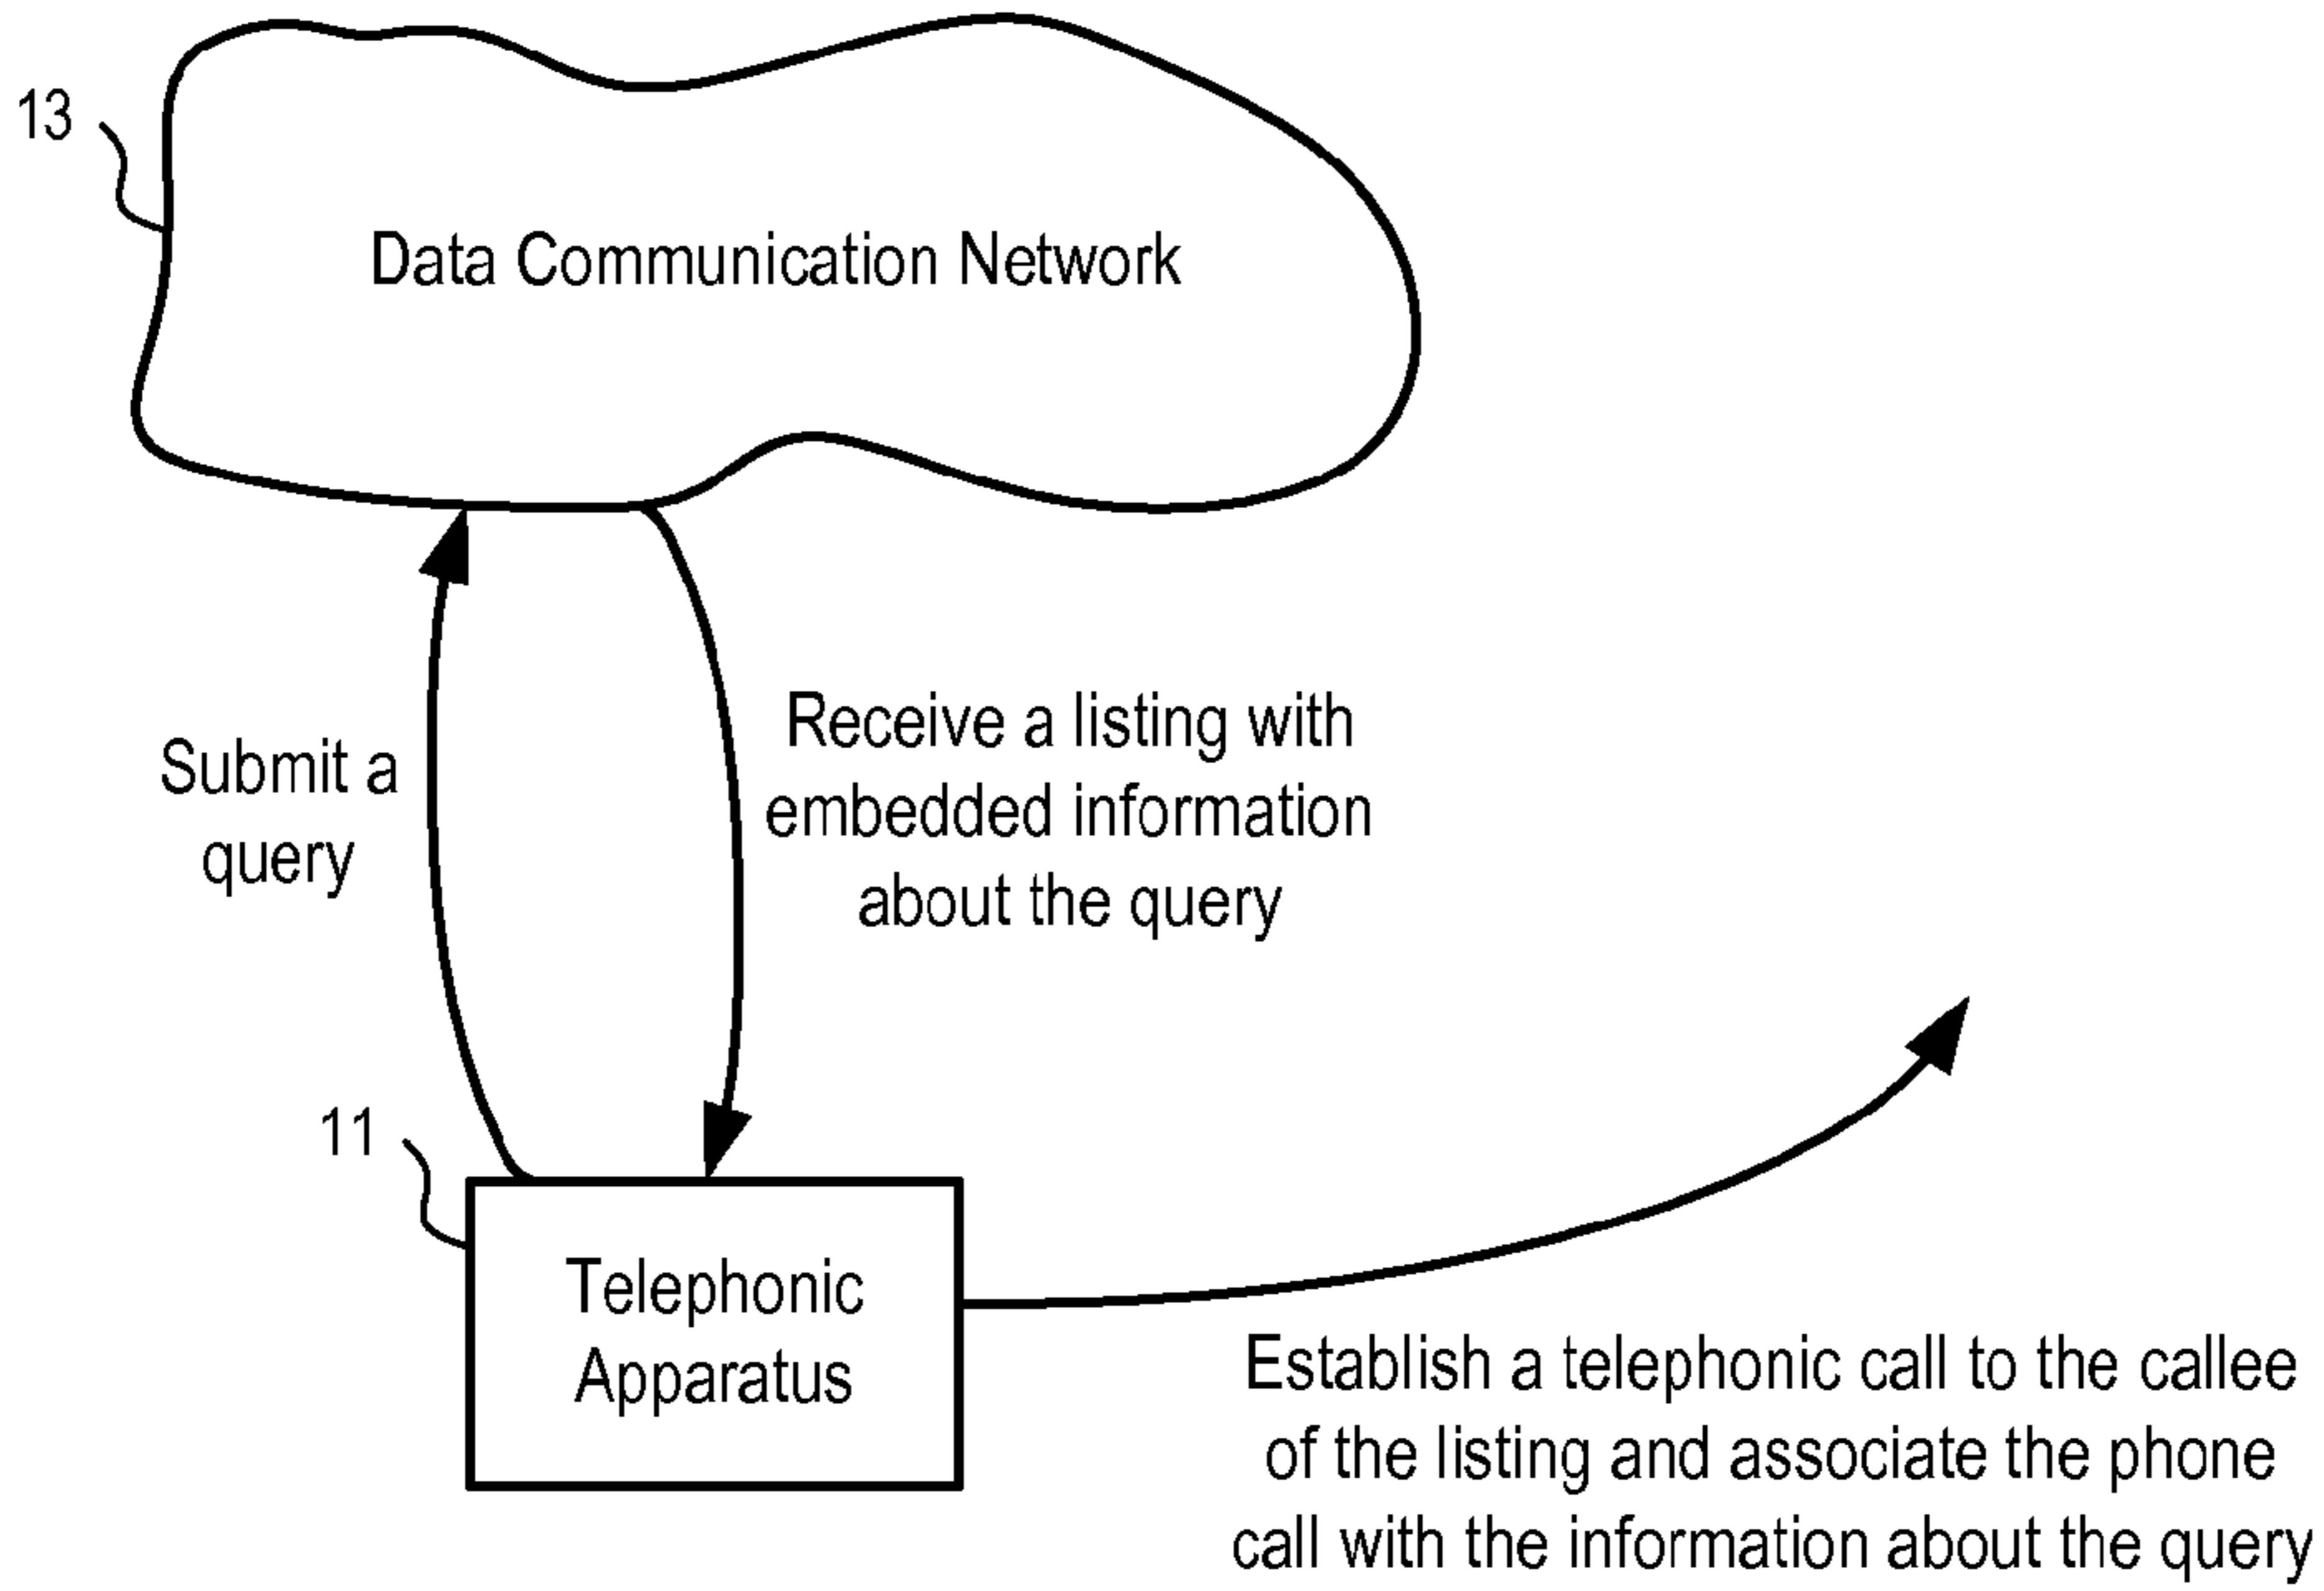 13
Data Communication Network
Submit a
query
Receive a listing with
embedded information
about the query
11
Telephonic
Apparatus
Establish a telephonic call to the callee
of the listing and associate the phone
call with the information about the query